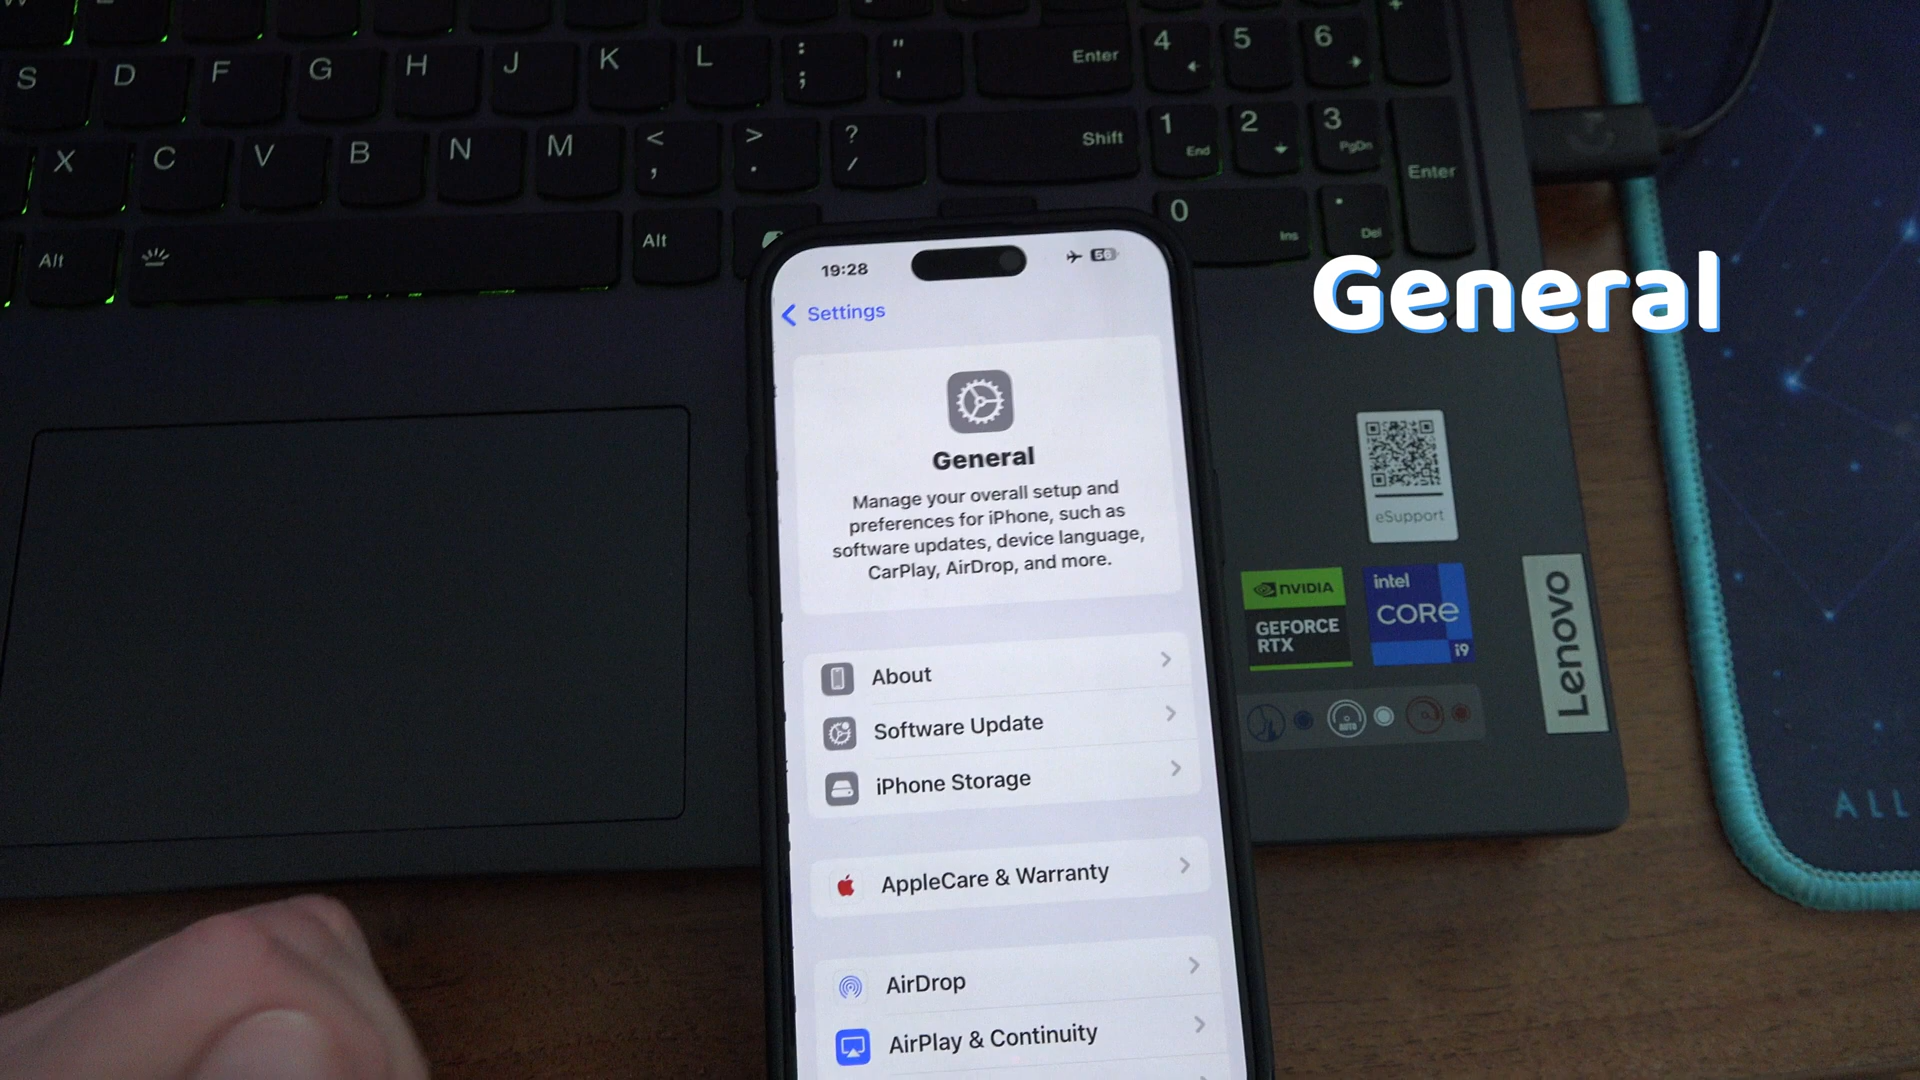 S D F G H J K L : ; " ' Enter 4 5 6
X C V B N M < , > . ? / Shift 1 End 2 3 PgDn Enter
Alt Alt 0 Ins . Del
19:28 56
Settings
General
General
Manage your overall setup and
preferences for iPhone, such as
software updates, device language,
CarPlay, AirDrop, and more.
About
Software Update
iPhone Storage
AppleCare & Warranty
AirDrop
AirPlay & Continuity
eSupport
NVIDIA
GEFORCE
RTX
intel
CORE
i9
AUTO
Lenovo
ALL